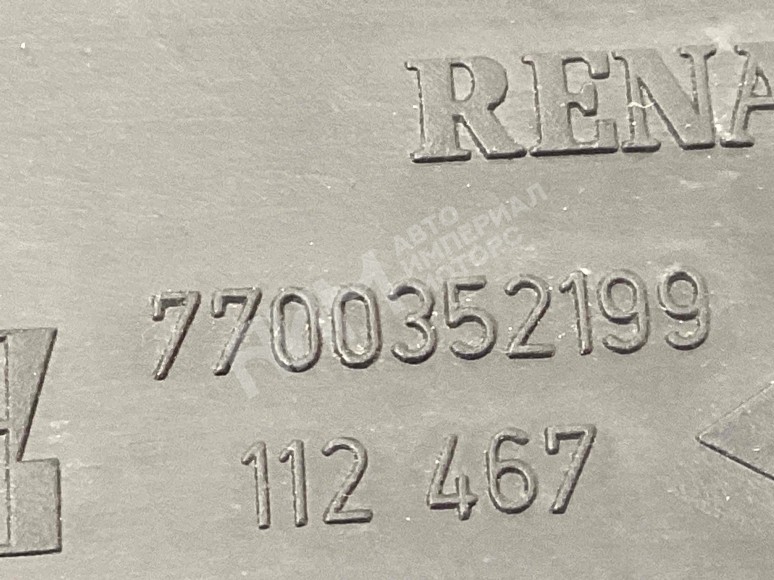 RENA
АВТО
ИМПЕРИАЛ
МОТОРС
7700352199
112 467